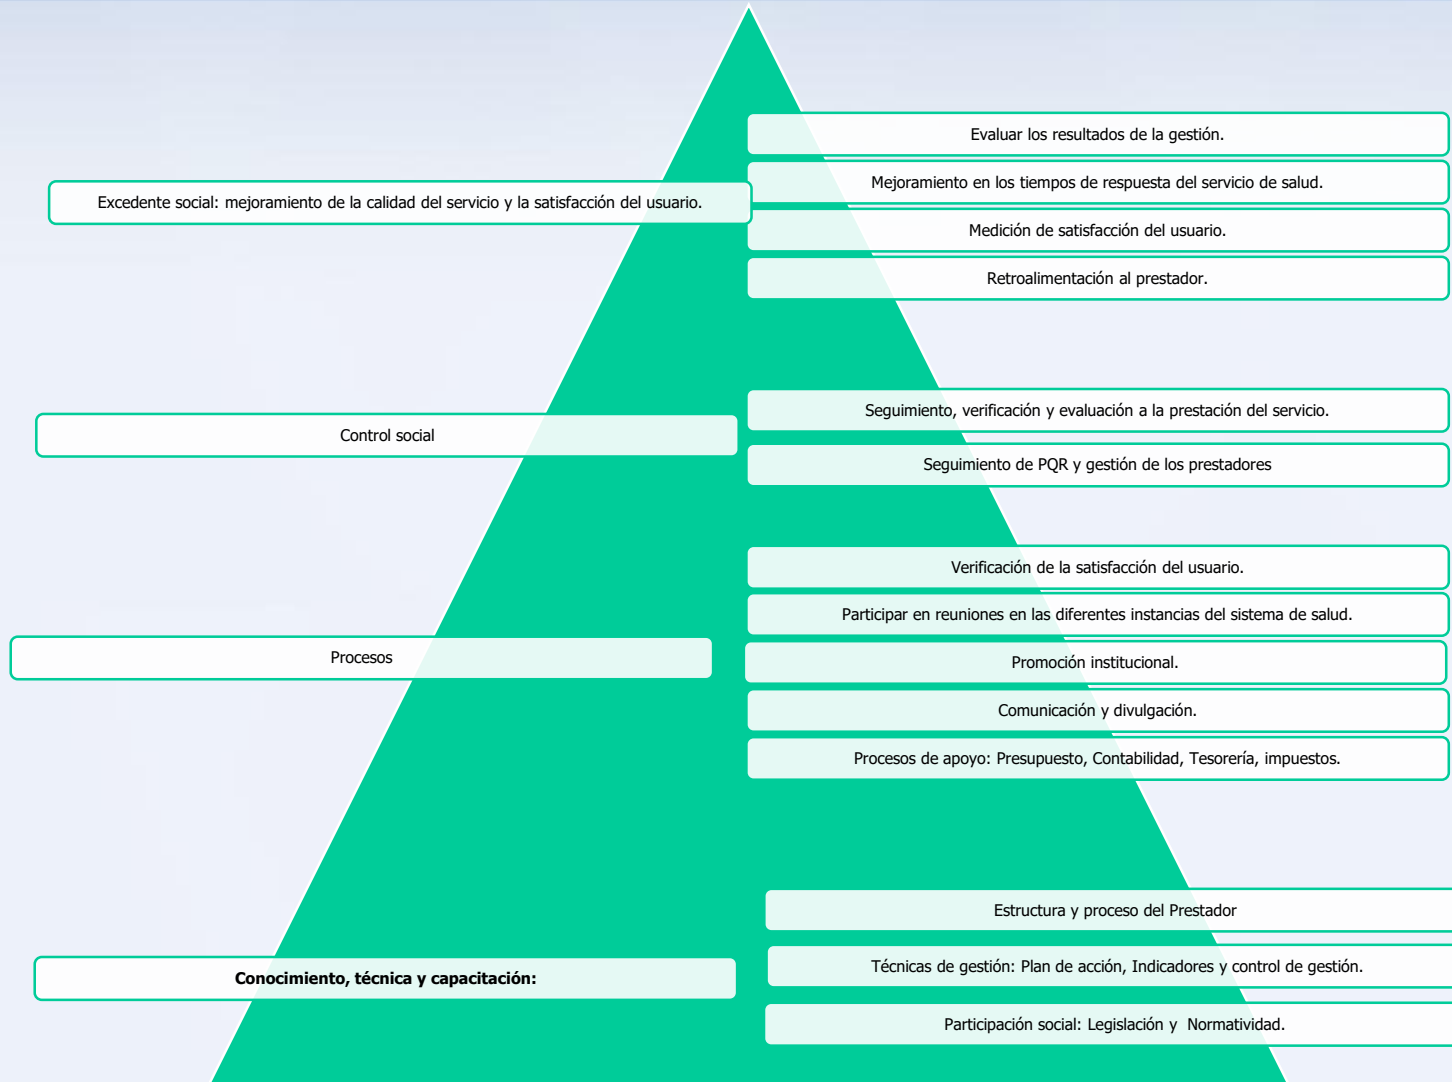 Excedente social: mejoramiento de la calidad del servicio y la satisfacción del usuario.
Evaluar los resultados de la gestión.
Mejoramiento en los tiempos de respuesta del servicio de salud.
Medición de satisfacción del usuario.
Retroalimentación al prestador.
Control social
Seguimiento, verificación y evaluación a la prestación del servicio.
Seguimiento de PQR y gestión de los prestadores
Procesos
Verificación de la satisfacción del usuario.
Participar en reuniones en las diferentes instancias del sistema de salud.
Promoción institucional.
Comunicación y divulgación.
Procesos de apoyo: Presupuesto, Contabilidad, Tesorería, impuestos.
Conocimiento, técnica y capacitación:
Estructura y proceso del Prestador
Técnicas de gestión: Plan de acción, Indicadores y control de gestión.
Participación social: Legislación y  Normatividad.